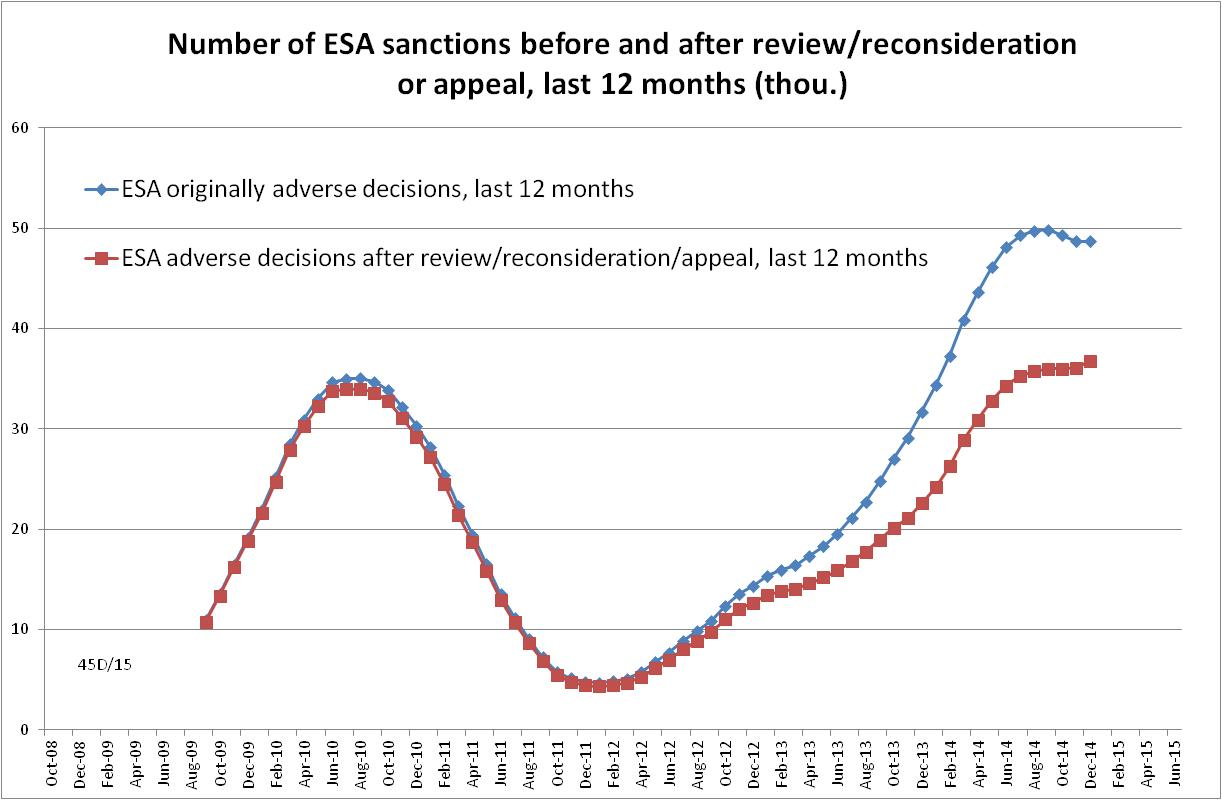 Number of ESA sanctions before and after review/reconsideration
or appeal, last 12 months (thou.)
60
50
40
30
20
10
0
ESA originally adverse decisions, last 12 months
ESA adverse decisions after review/reconsideration/appeal, last 12 months
45D/15
Oct-08
Dec-08
Feb-09
Apr-09
Jun-09
Aug-09
Oct-09
Dec-09
Feb-10
Apr-10
Jun-10
Aug-10
Oct-10
Dec-10
Feb-11
Apr-11
Jun-11
Aug-11
Oct-11
Dec-11
Feb-12
Apr-12
Jun-12
Aug-12
Oct-12
Dec-12
Feb-13
Apr-13
Jun-13
Aug-13
Oct-13
Dec-13
Feb-14
Apr-14
Jun-14
Aug-14
Oct-14
Dec-14
Feb-15
Apr-15
Jun-15